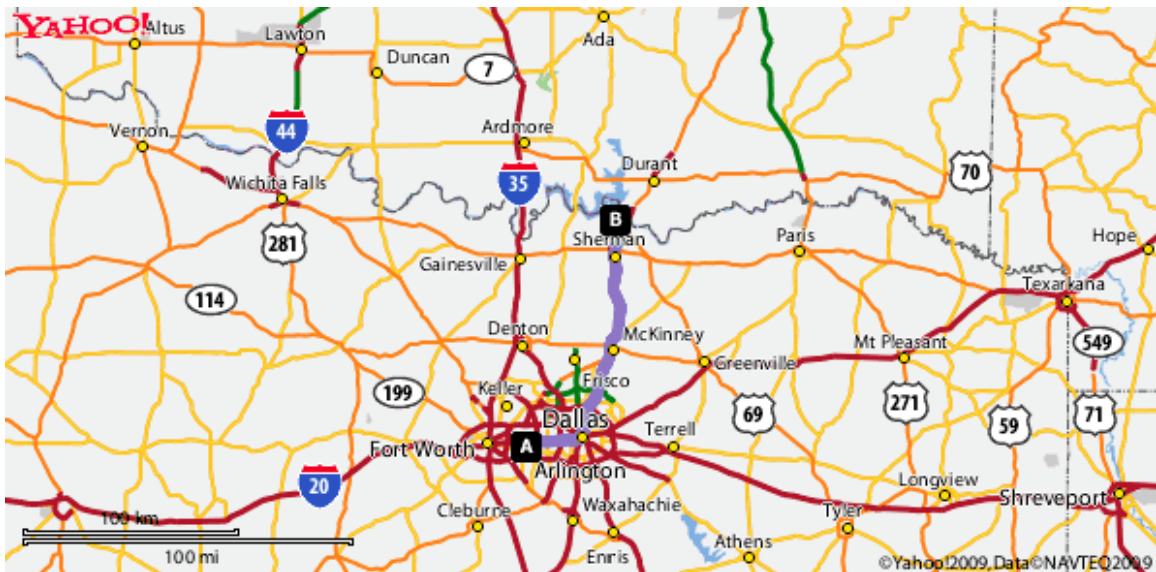 YAHOO!
Altus
Lawton
Ada
Duncan
7
44
Ardmore
Vernon
Durant
35
70
Wichita Falls
B
281
Sherman
Paris
Hope
Gainesville
Texarkana
114
Denton
McKinney
Mt Pleasant
549
Greenville
Keller
Frisco
199
69
271
59
71
Dallas
Fort Worth
A
Terrell
Arlington
20
Longview
Shreveport
Cleburne
Waxahachie
Tyler
100 km
100 mi
Ennis
Athens
©Yahoo!2009, Data©NAVTEQ2009